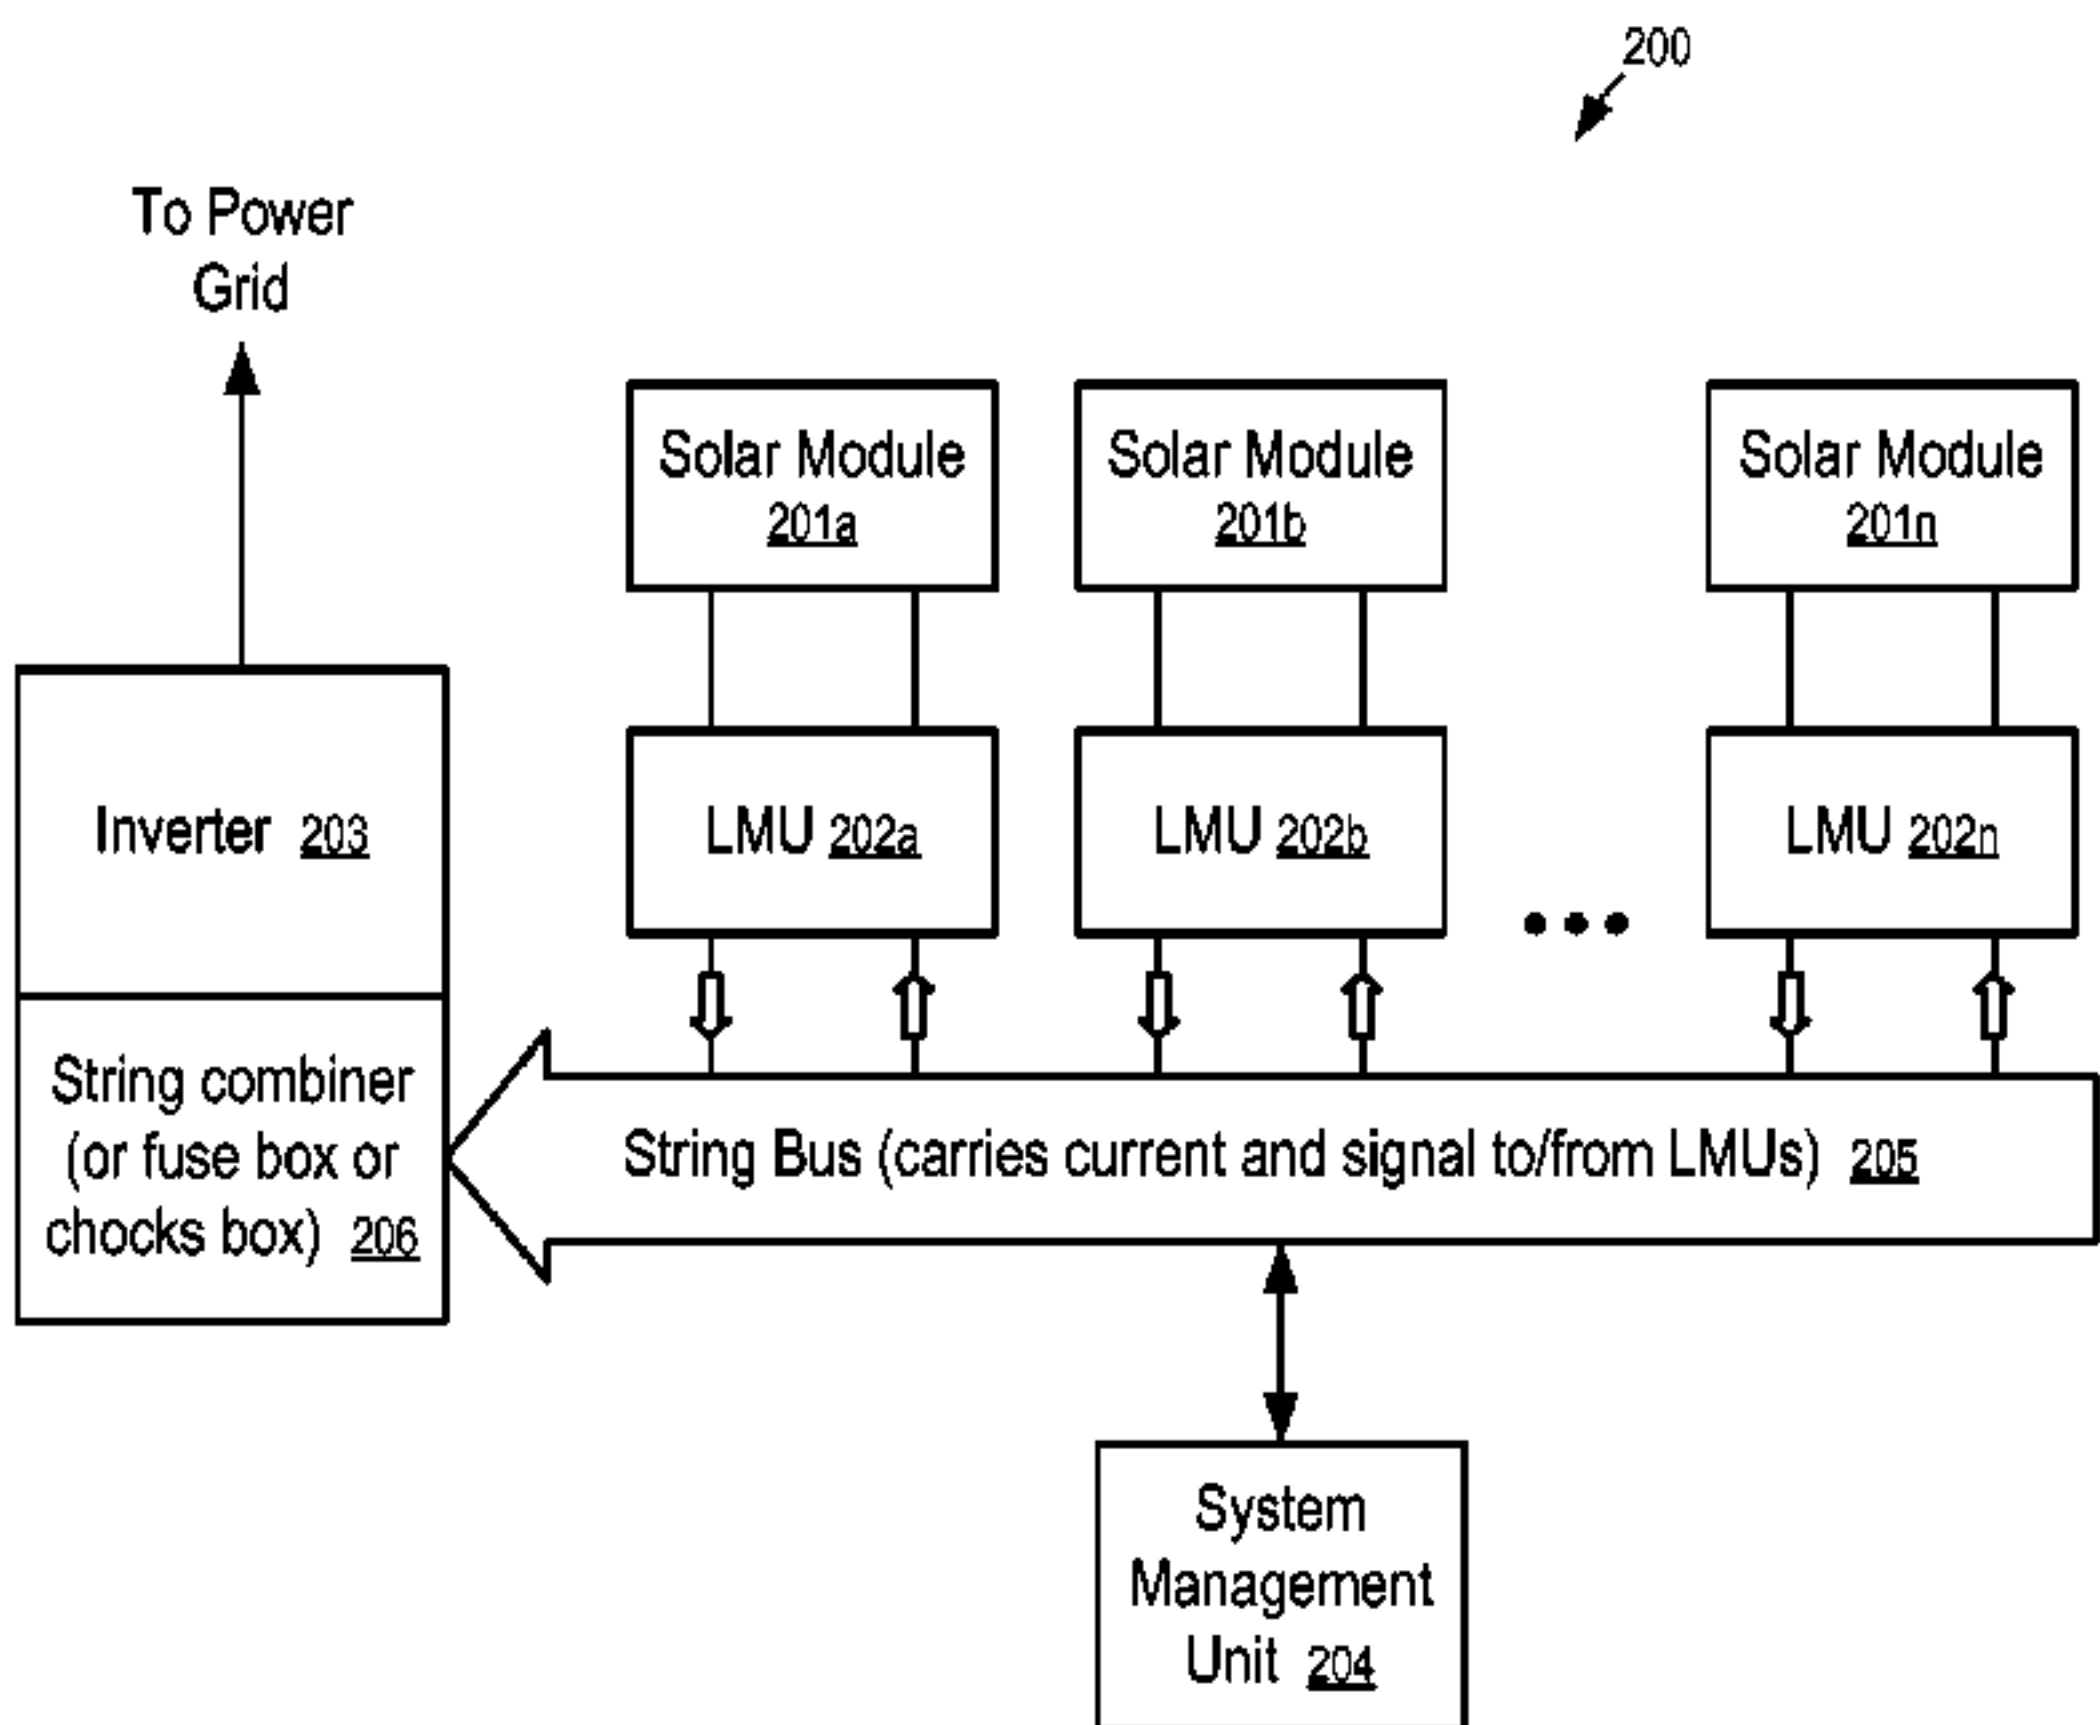 200
To Power
Grid
Solar Module
201a
Solar Module
201b
Solar Module
201n
Inverter 203
LMU 202a
LMU 202b
LMU 202n
String combiner
(or fuse box or
chocks box) 206
String Bus (carries current and signal to/from LMUs) 205
System
Management
Unit 204